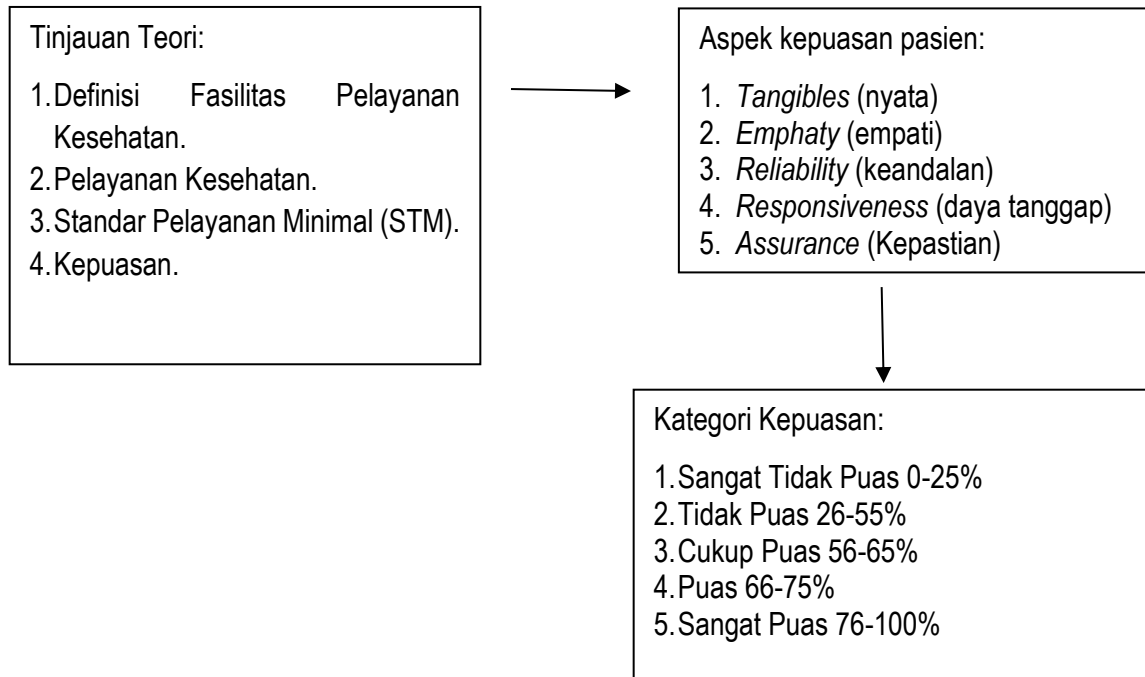 Tinjauan Teori:
1. Definisi Fasilitas Pelayanan
Kesehatan.
2. Pelayanan Kesehatan.
3. Standar Pelayanan Minimal (STM).
4. Kepuasan.
Aspek kepuasan pasien:
1. Tangibles (nyata)
2. Emphaty (empati)
3. Reliability (keandalan)
4. Responsiveness (daya tanggap)
5. Assurance (Kepastian)
Kategori Kepuasan:
1. Sangat Tidak Puas 0-25%
2. Tidak Puas 26-55%
3. Cukup Puas 56-65%
4. Puas 66-75%
5. Sangat Puas 76-100%